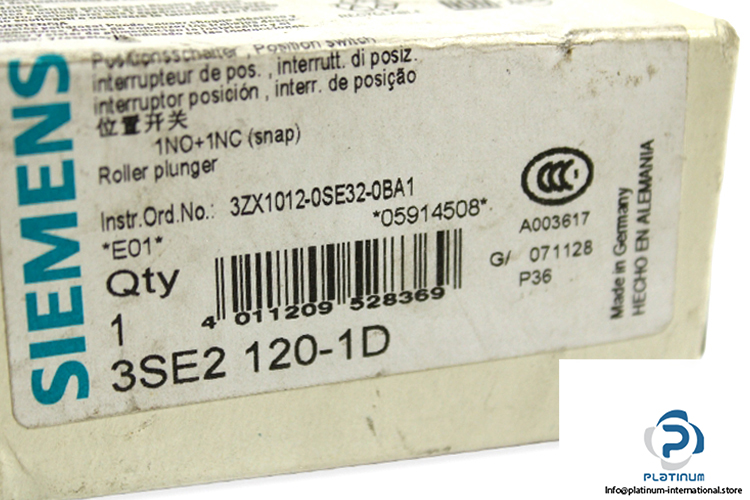 SIEMENS
Positionsschalter , Position switch
interrupteur de pos. , interrutt. di posiz.
interruptor posición , interr. de posição
位置开关
1NO+1NC (snap)
Roller plunger
Instr.Ord.No.: 3ZX1012-0SE32-0BA1
*E01* *05914508*
Qty
1
4 011209 528369
3SE2 120-1D
CCC
A003617
G/ 071128
P36
Made in Germany
HECHO EN ALEMANIA
PLATINUM
Info@platinum-international.store